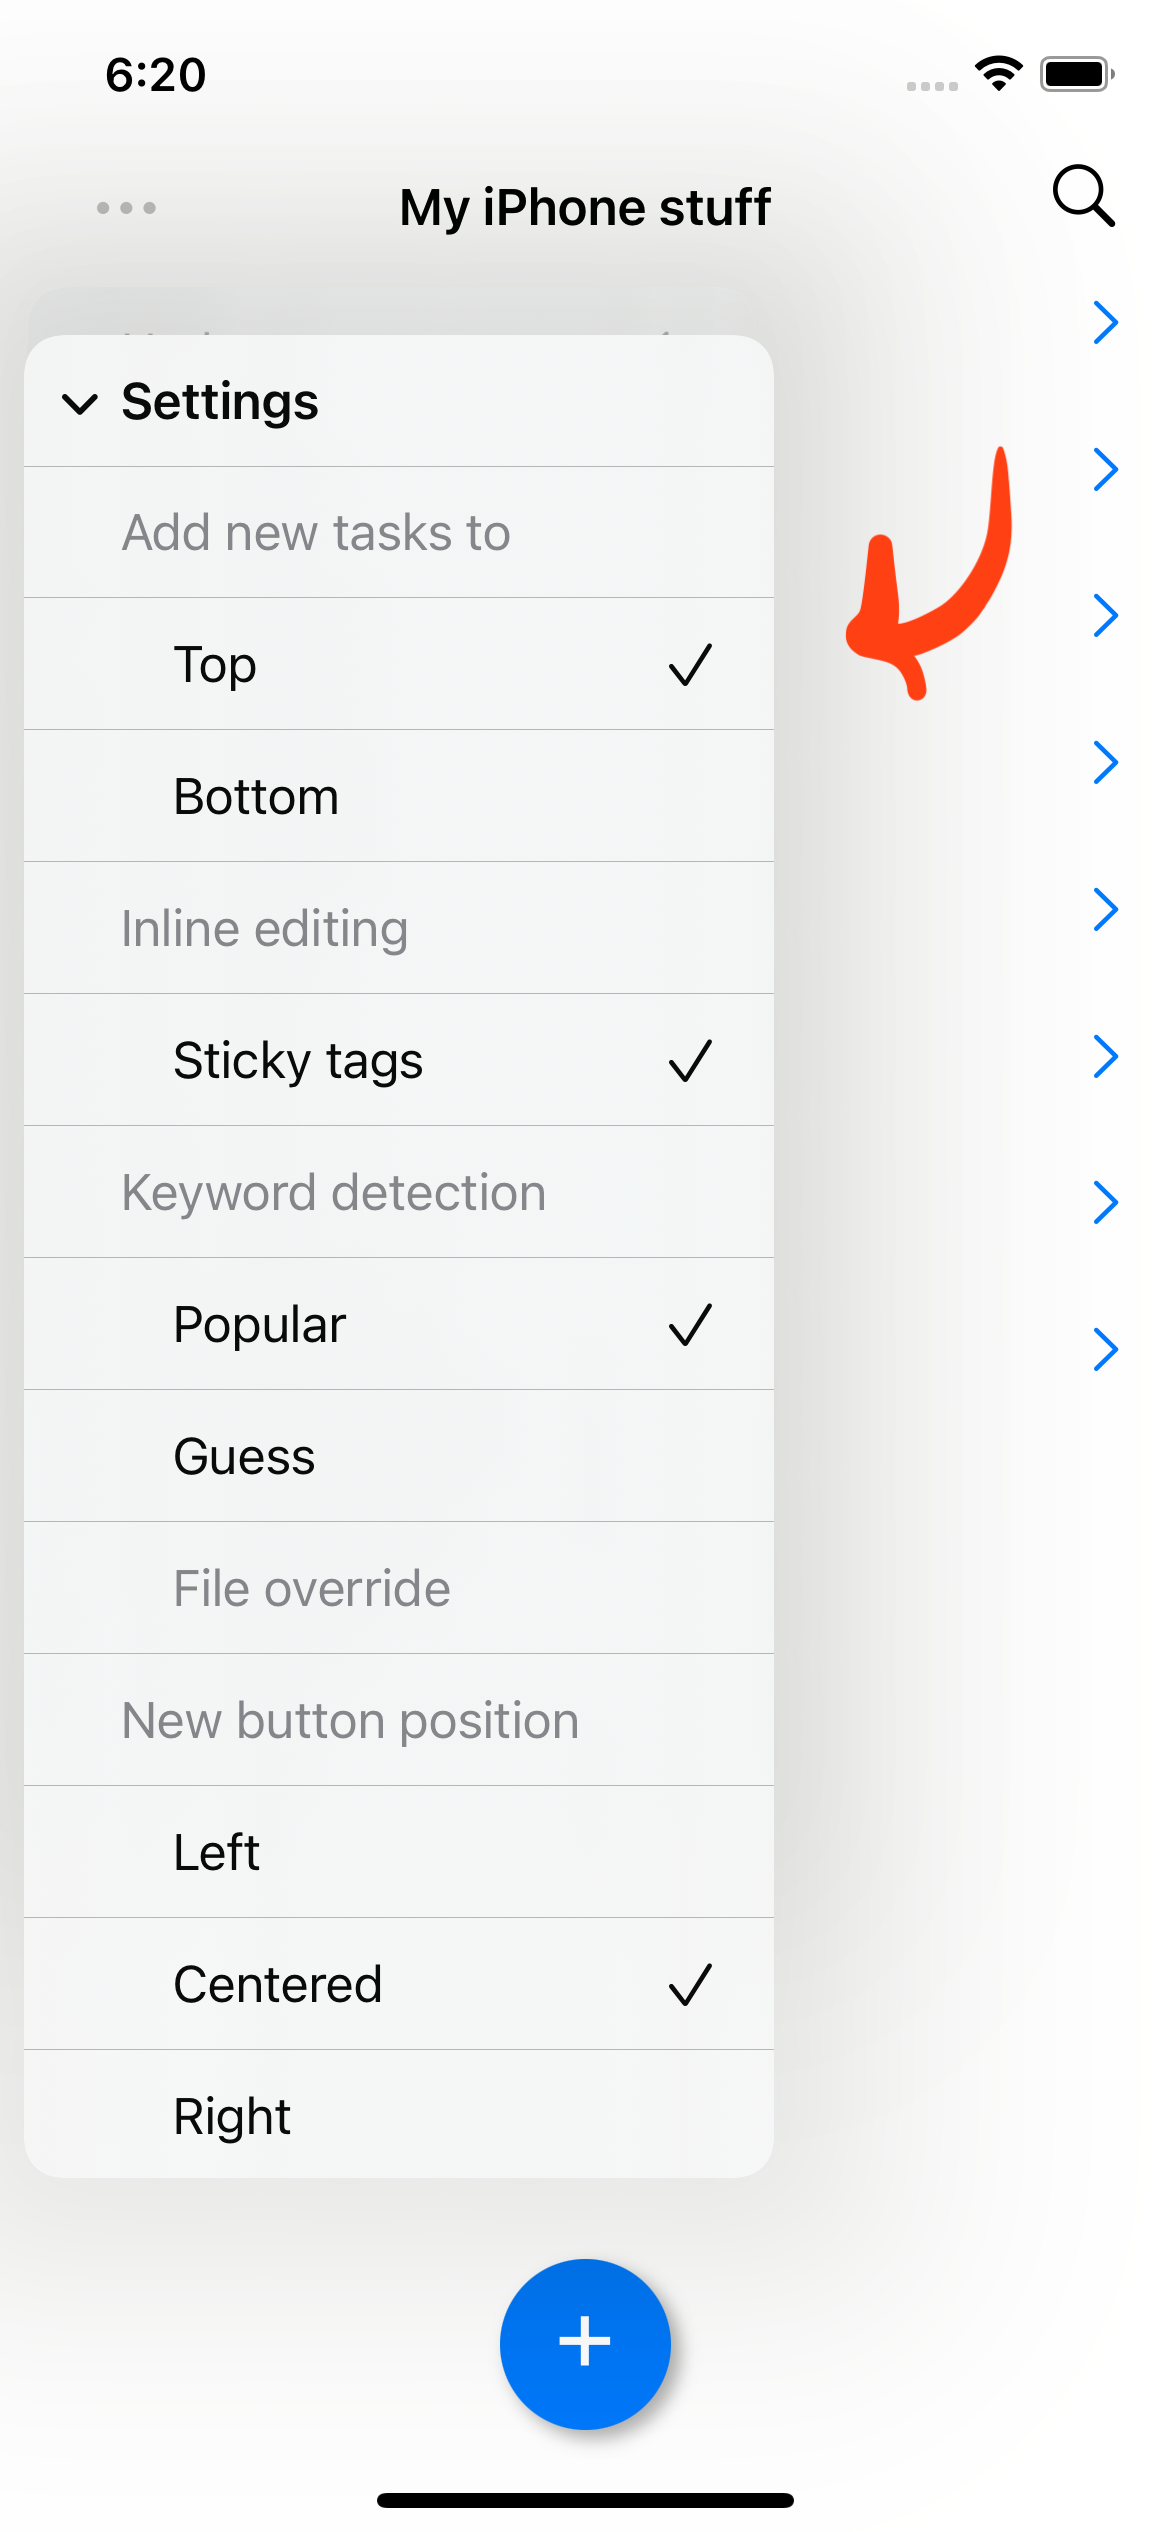 6:20
My iPhone stuff
Settings
Add new tasks to
Top
Bottom
Inline editing
Sticky tags
Keyword detection
Popular
Guess
File override
New button position
Left
Centered
Right